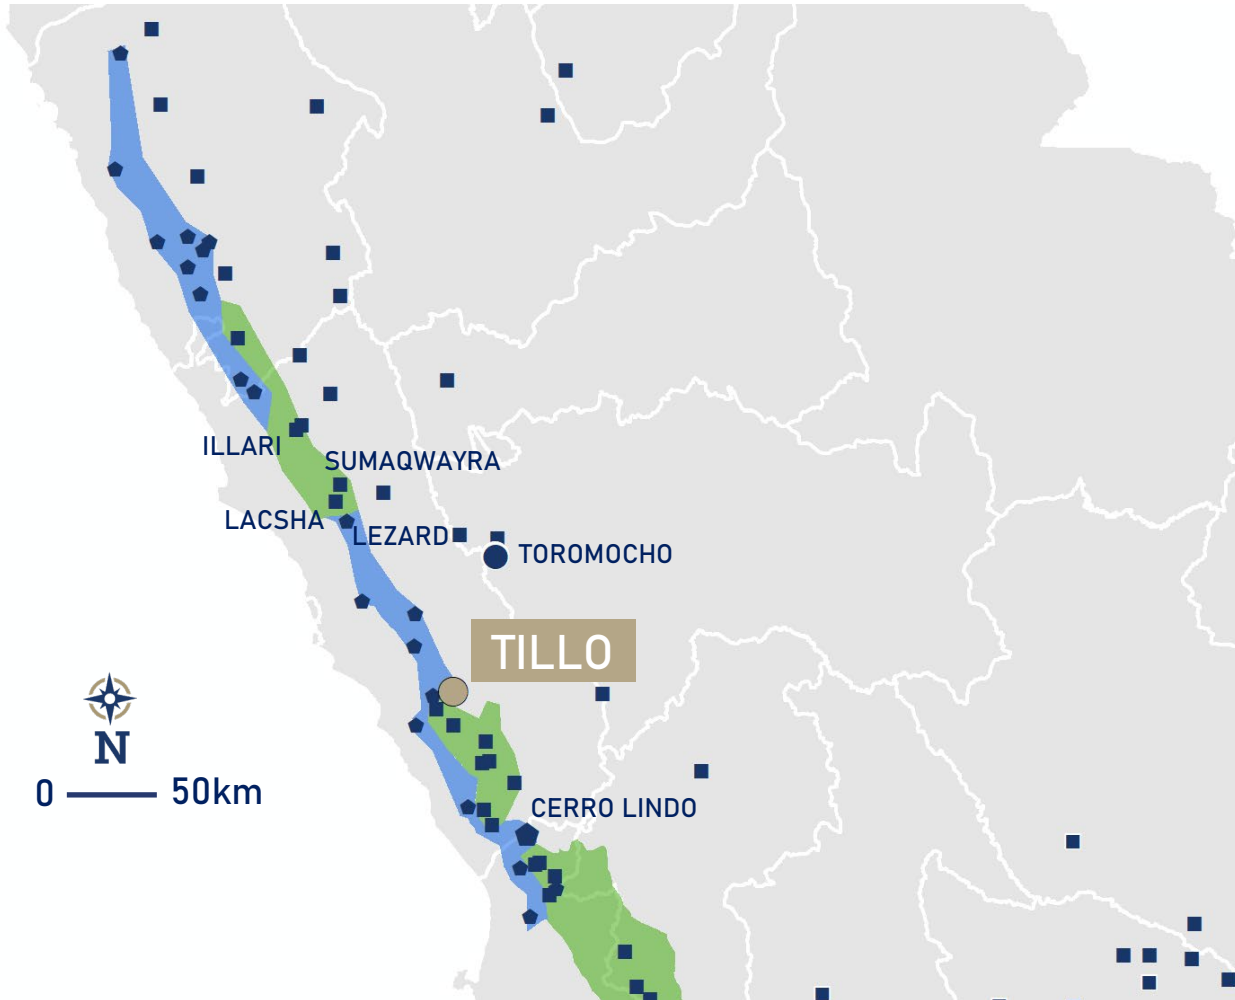 ILLARI
SUMAQWAYRA
LACSHA
LEZARD
TOROMOCHO
TILLO
N
0
50km
CERRO LINDO